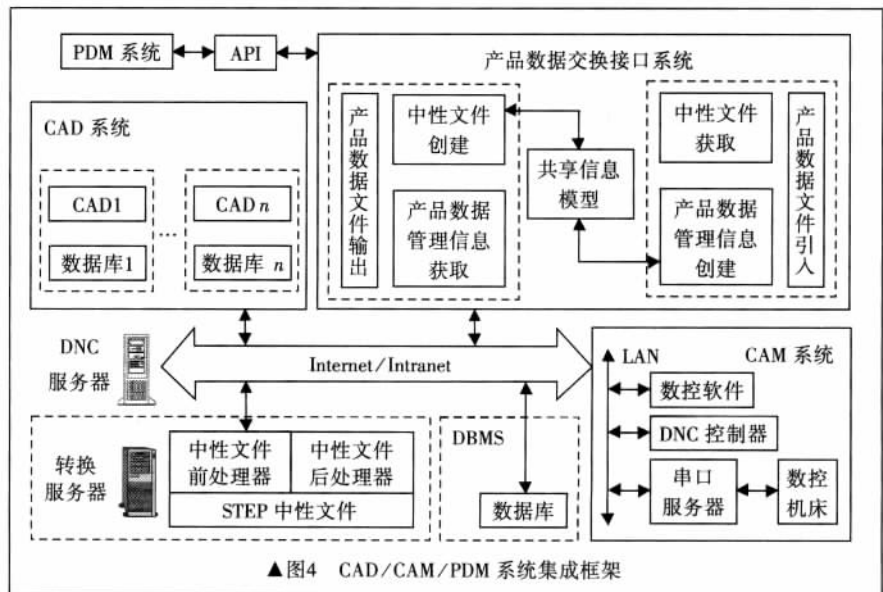 PDM 系统
API
产品数据交换接口系统
产品数据文件输出
中性文件
创建
产品数据
管理信息
获取
共享信息
模型
中性文件
获取
产品数据
管理信息
创建
产品数据文件引入
CAD 系统
CAD1
数据库1
…
CADn
数据库 n
DNC
服务器
Internet/Intranet
转换
服务器
中性文件
前处理器
中性文件
后处理器
STEP 中性文件
DBMS
数据库
LAN
CAM 系统
数控软件
DNC 控制器
串口
服务器
数控
机床
▲图4 CAD/CAM/PDM 系统集成框架